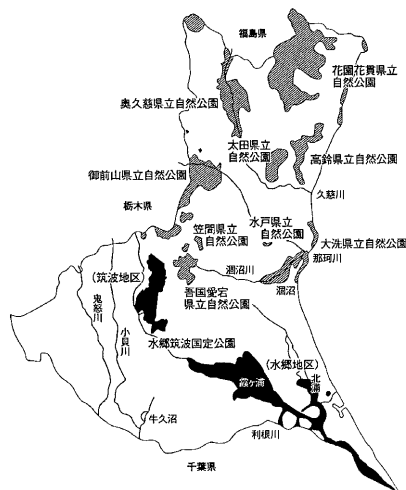 福島県
花園花貫県立
自然公園
奥久慈県立自然公園
太田県立
自然公園
高鈴県立自然公園
御前山県立自然公園
久慈川
栃木県
水戸県立
自然公園
笠間県立
自然公園
大洗県立自然公園
那珂川
涸沼川
涸沼
(筑波地区)
吾国愛宕
県立自然公園
鬼怒川
小貝川
水郷筑波国定公園
(水郷地区)
霞ヶ浦
北浦
牛久沼
利根川
千葉県